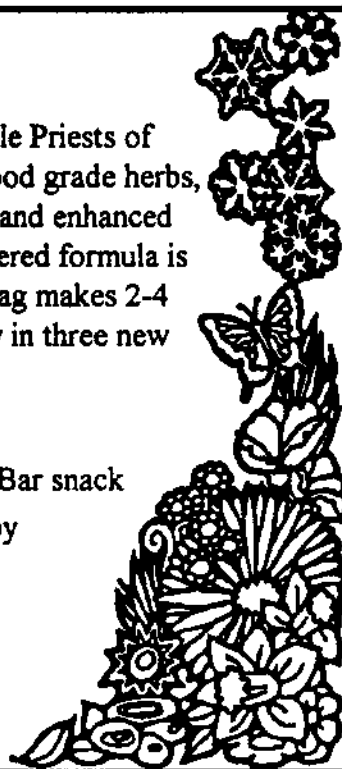 le Priests of
ood grade herbs,
and enhanced
ered formula is
ag makes 2-4
in three new
Bar snack